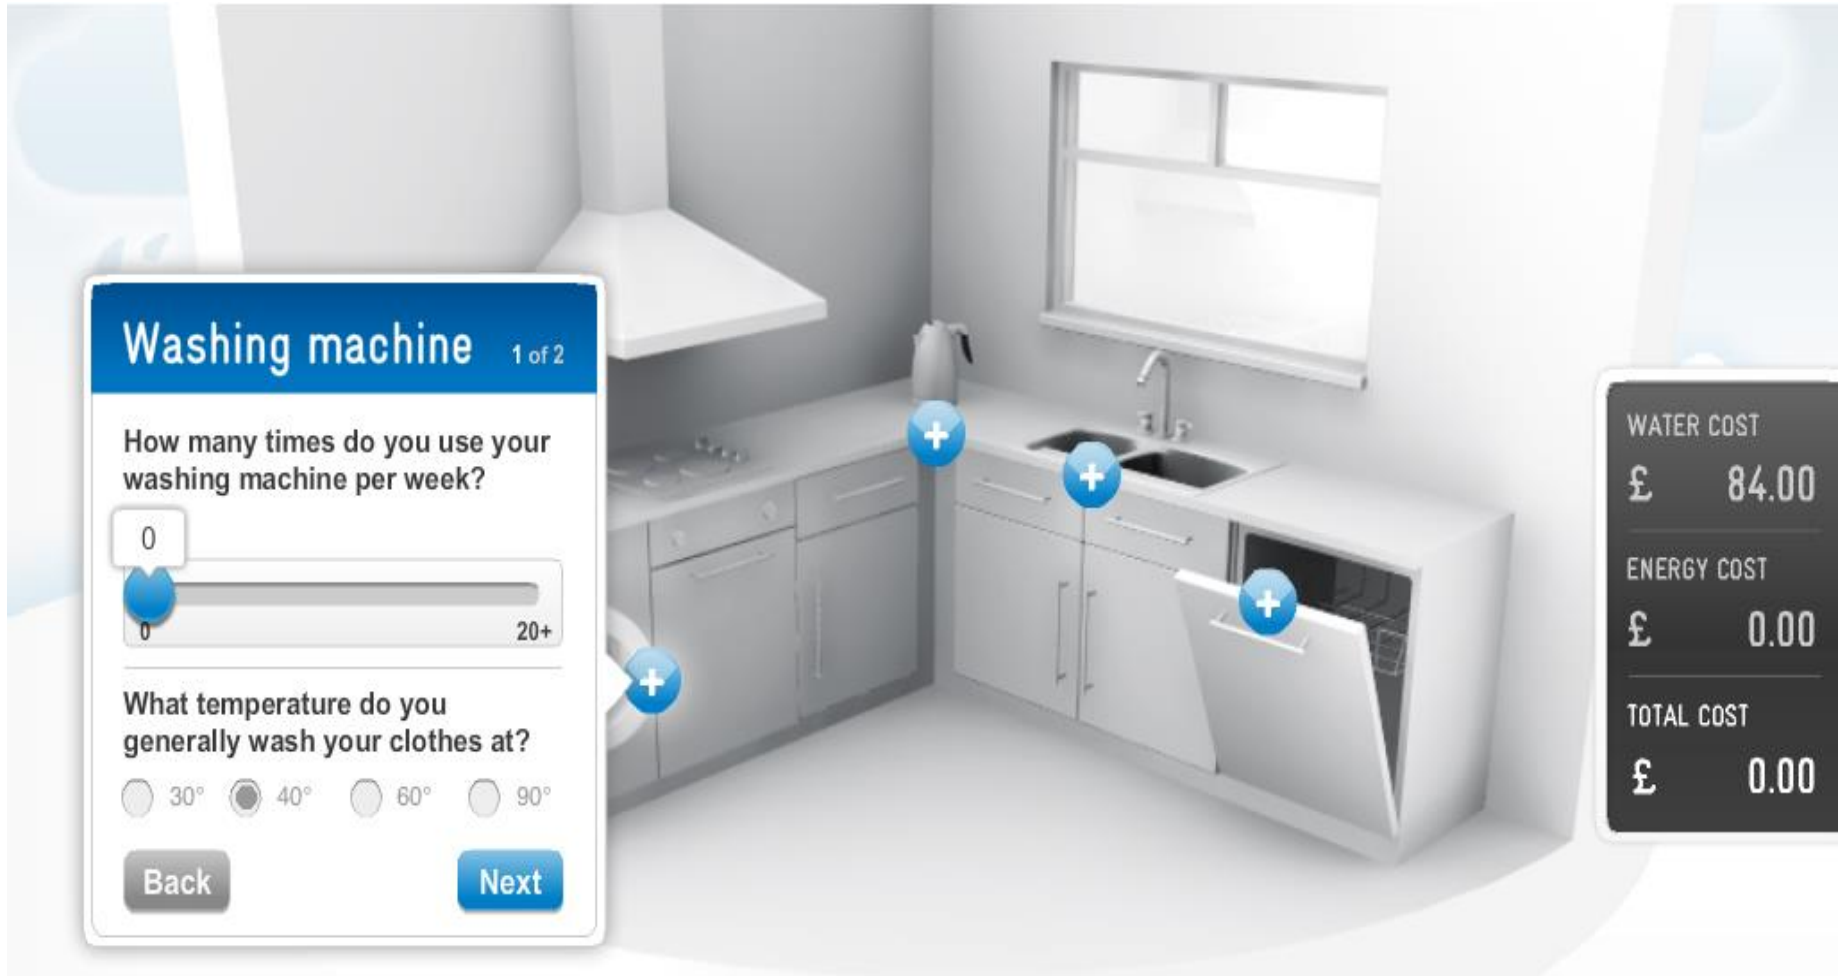 Washing machine 1 of 2
How many times do you use your
washing machine per week?
0
0 20+
What temperature do you
generally wash your clothes at?
30° 40° 60° 90°
Back Next
WATER COST
£ 84.00
ENERGY COST
£ 0.00
TOTAL COST
£ 0.00